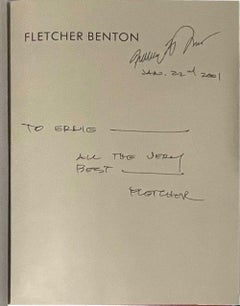 FLETCHER BENTON
JAN. 22nd 2001
TO ERNIE
ALL THE VERY
BEST
FLETCHER